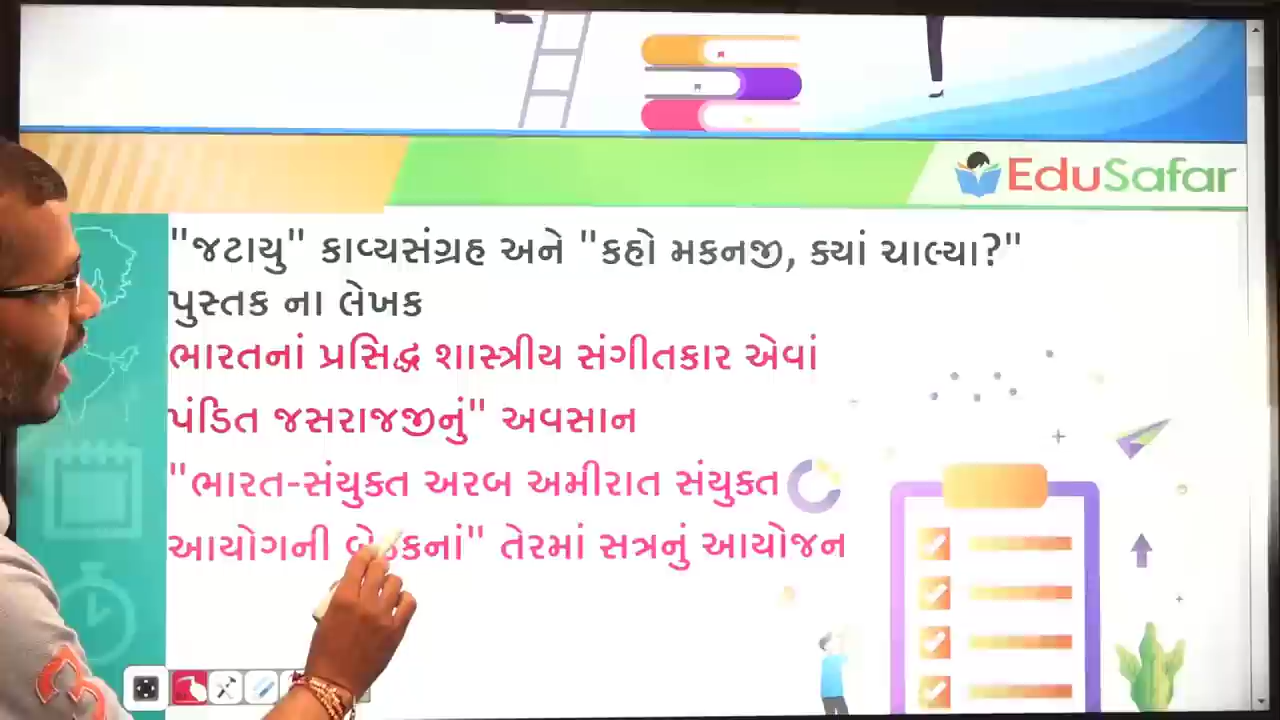 EduSafar
"જટાયુ" કાવ્યસંગ્રહ અને "કહો મકનજી, ક્યાં ચાલ્યા?"
પુસ્તક ના લેખક
ભારતનાં પ્રસિદ્ધ શાસ્ત્રીય સંગીતકાર એવાં
પંડિત જસરાજજીનું" અવસાન
"ભારત-સંયુક્ત અરબ અમીરાત સંયુક્ત
આયોગની બેઠકનાં" તેરમાં સત્રનું આયોજન